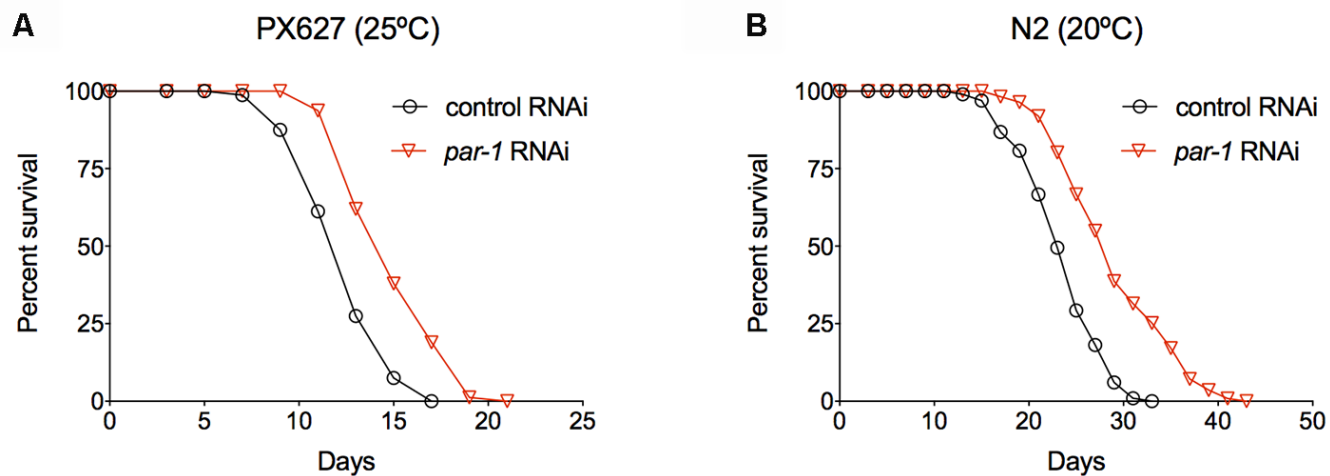 A
PX627 (25ºC)
100
75
50
25
0
Percent survival
0 5 10 15 20 25
Days
control RNAi
par-1 RNAi
B
N2 (20ºC)
100
75
50
25
0
Percent survival
0 10 20 30 40 50
Days
control RNAi
par-1 RNAi